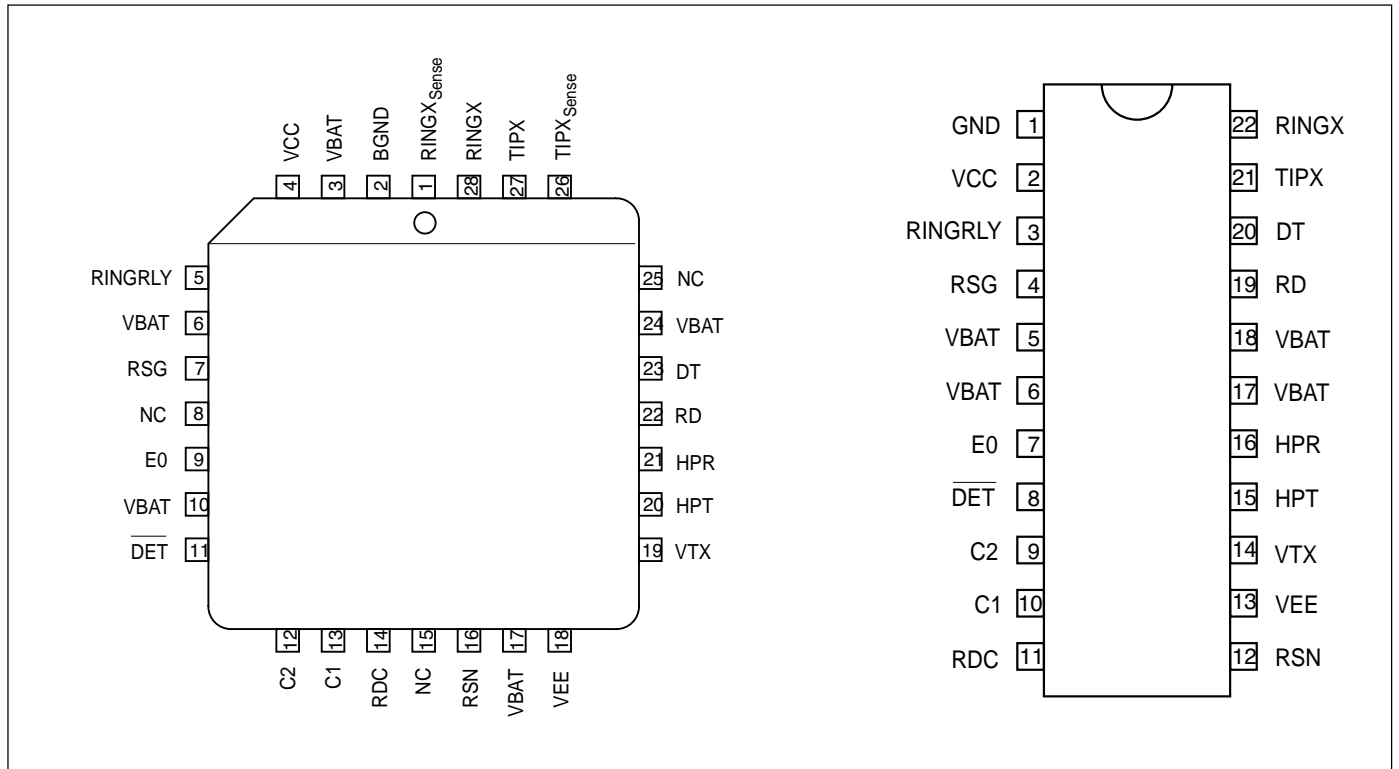 VCC 4
VBAT 3
BGND 2
RINGX Sense 1
RINGX 28
TIPX 27
TIPX Sense 26
RINGRLY 5
VBAT 6
RSG 7
NC 8
E0 9
VBAT 10
DET 11
25 NC
24 VBAT
23 DT
22 RD
21 HPR
20 HPT
19 VTX
12 C2
13 C1
14 RDC
15 NC
16 RSN
17 VBAT
18 VEE
GND 1
VCC 2
RINGRLY 3
RSG 4
VBAT 5
VBAT 6
E0 7
DET 8
C2 9
C1 10
RDC 11
22 RINGX
21 TIPX
20 DT
19 RD
18 VBAT
17 VBAT
16 HPR
15 HPT
14 VTX
13 VEE
12 RSN